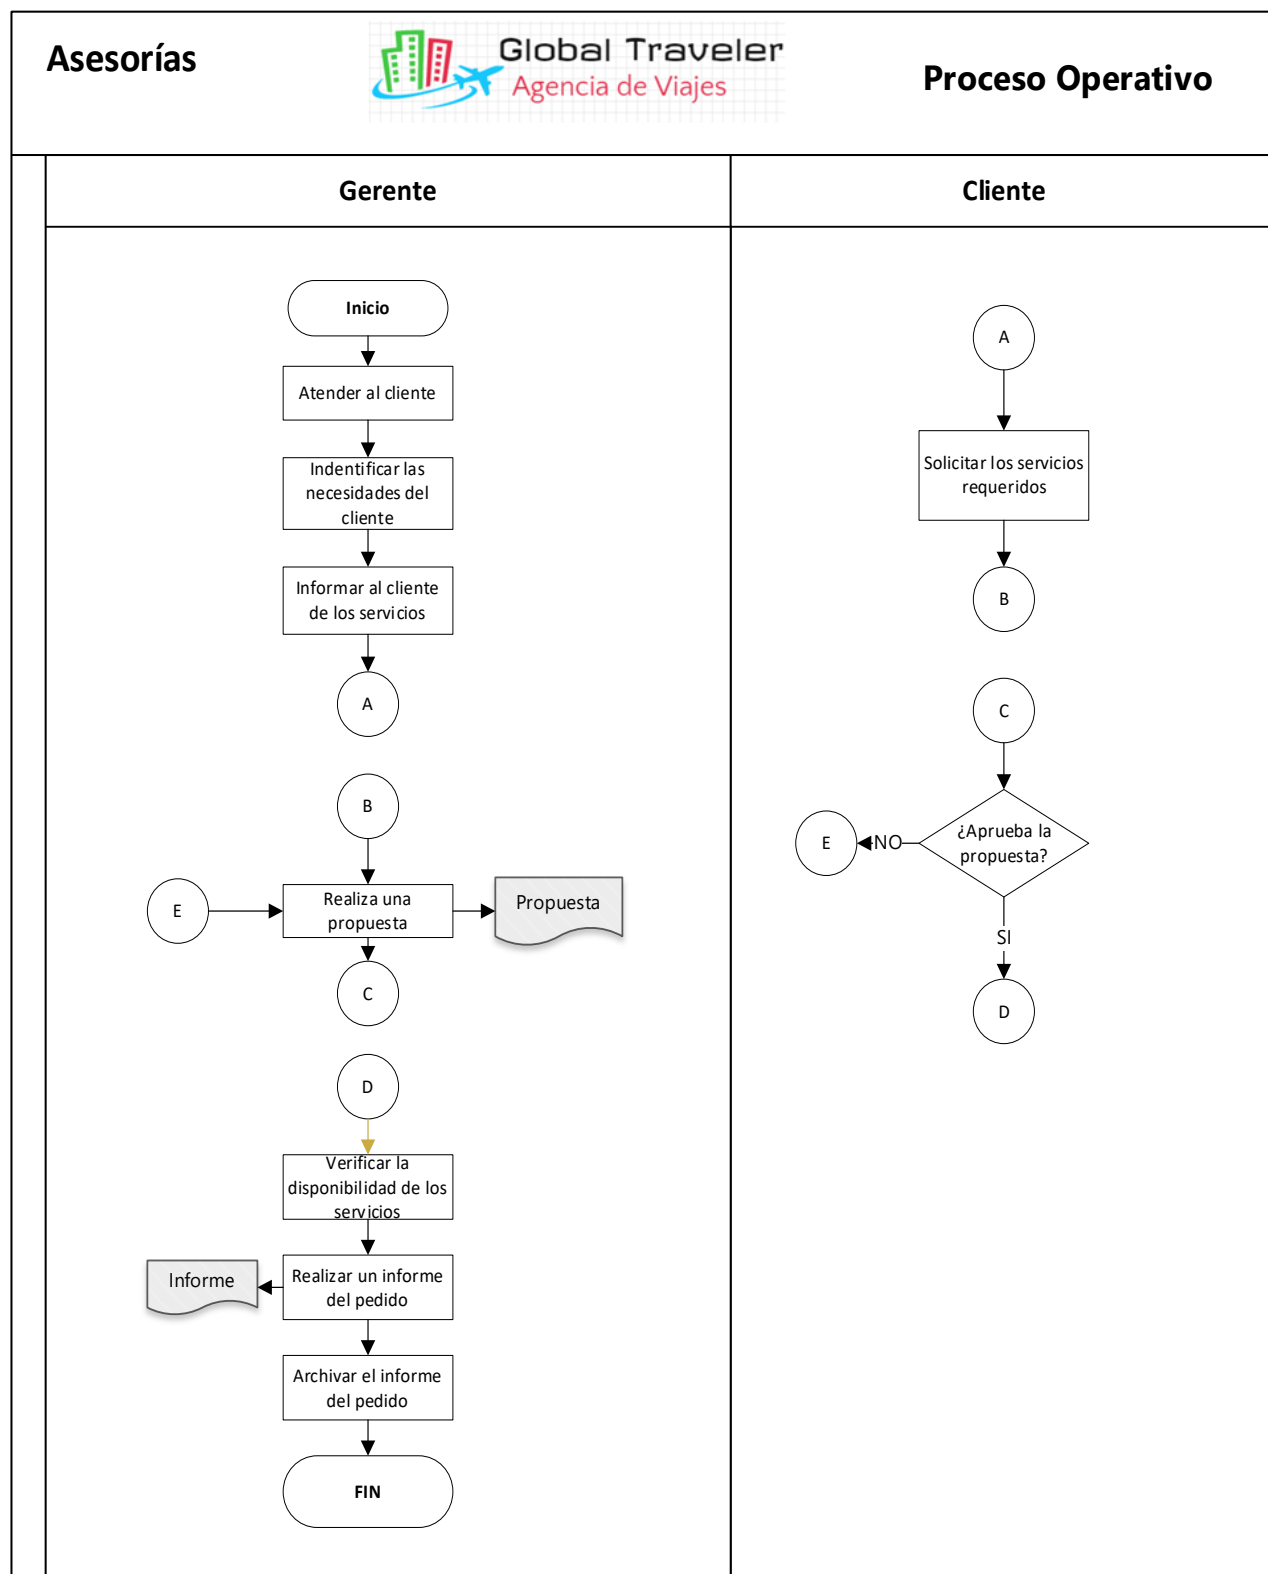 Asesorías
Global Traveler
Agencia de Viajes
Proceso Operativo
Gerente
Cliente
Inicio
Atender al cliente
Indentificar las
necesidades del
cliente
Informar al cliente
de los servicios
A
B
E
Realiza una
propuesta
Propuesta
C
D
Verificar la
disponibilidad de los
servicios
Informe
Realizar un informe
del pedido
Archivar el informe
del pedido
FIN
A
Solicitar los servicios
requeridos
B
C
¿Aprueba la
propuesta?
NO
E
SI
D